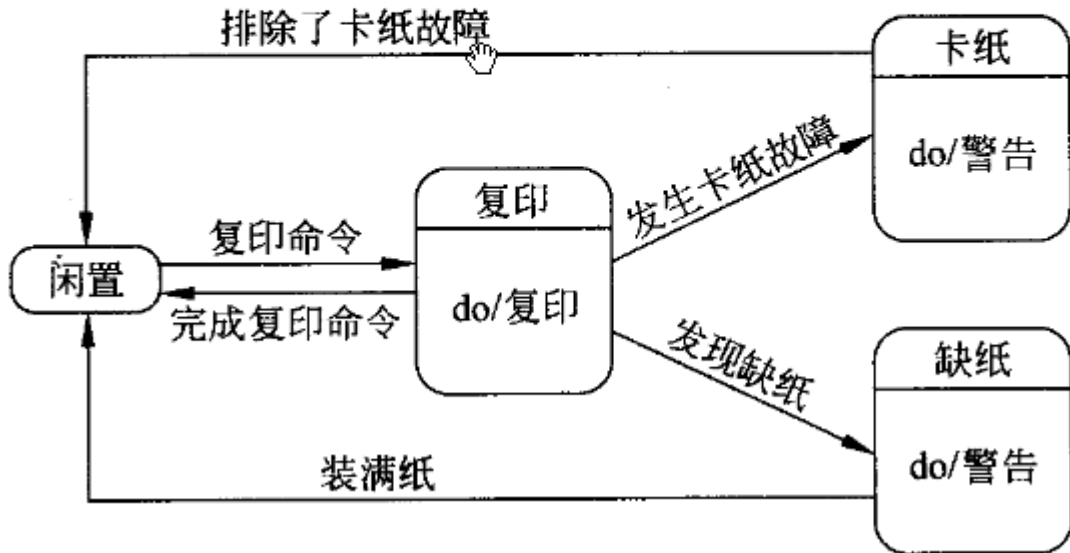 排除了卡纸故障
卡纸
do/警告
发生卡纸故障
复印
do/复印
复印命令
闲置
完成复印命令
发现缺纸
缺纸
do/警告
装满纸